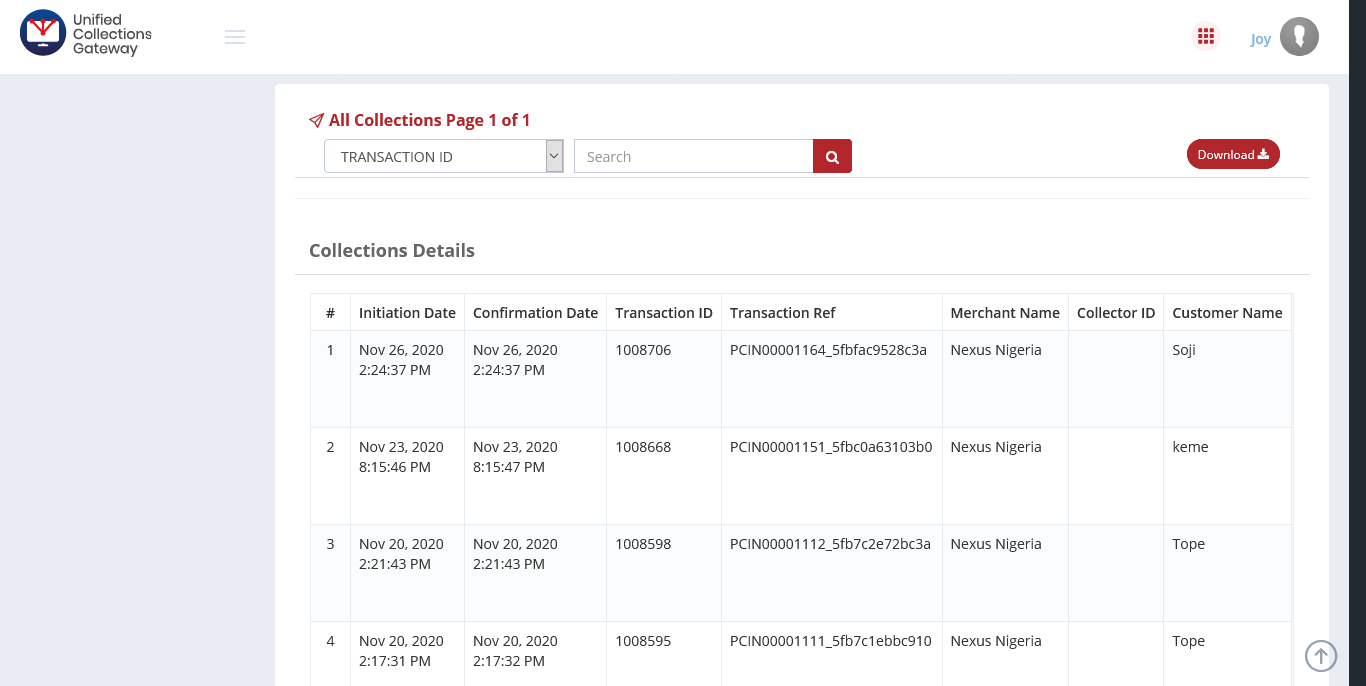 Unified
Collections
Gateway
Joy
All Collections Page 1 of 1
TRANSACTION ID
Search
Download
Collections Details
# Initiation Date Confirmation Date Transaction ID Transaction Ref Merchant Name Collector ID Customer Name
1 Nov 26, 2020 Nov 26, 2020 1008706 PCIN00001164_5fbfac9528c3a Nexus Nigeria Soji
2:24:37 PM 2:24:37 PM
2 Nov 23, 2020 Nov 23, 2020 1008668 PCIN00001151_5fbc0a63103b0 Nexus Nigeria keme
8:15:46 PM 8:15:47 PM
3 Nov 20, 2020 Nov 20, 2020 1008598 PCIN00001112_5fb7c2e72bc3a Nexus Nigeria Tope
2:21:43 PM 2:21:43 PM
4 Nov 20, 2020 Nov 20, 2020 1008595 PCIN00001111_5fb7c1ebbc910 Nexus Nigeria Tope
2:17:31 PM 2:17:32 PM